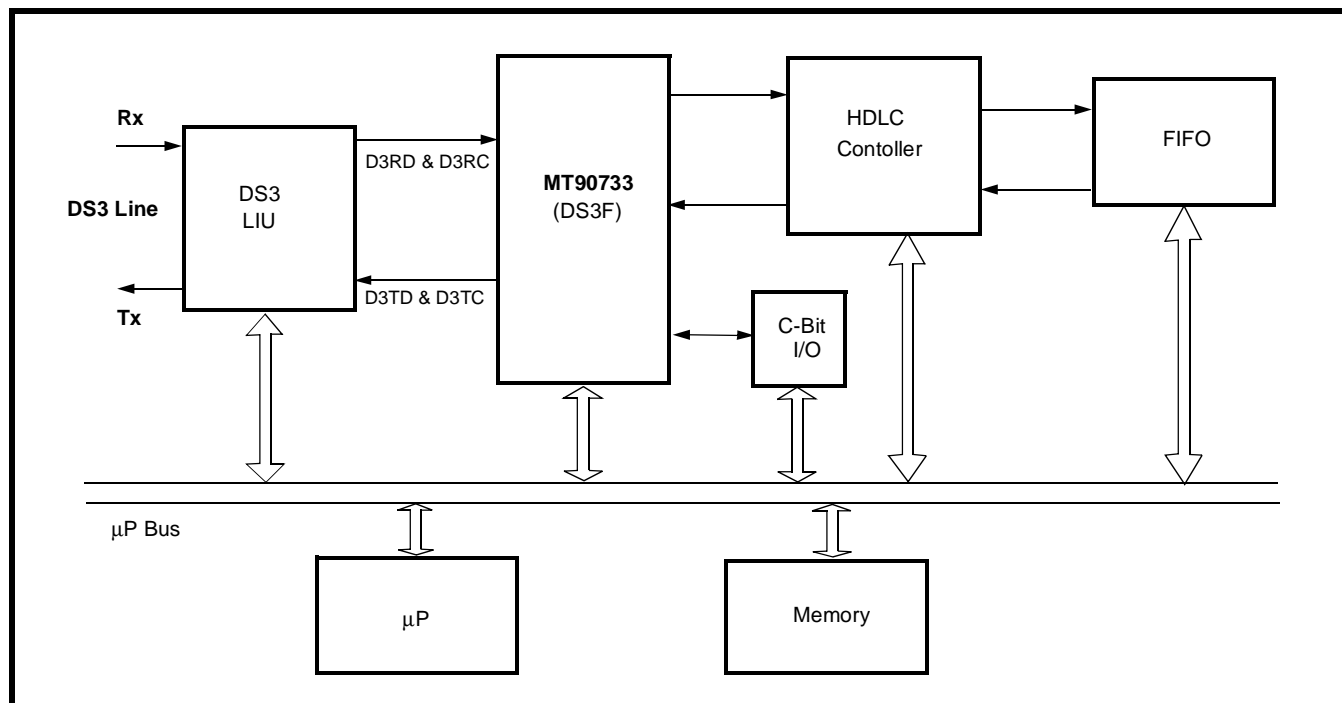 Rx
DS3 Line
Tx
DS3
LIU
D3RD & D3RC
D3TD & D3TC
MT90733
(DS3F)
HDLC
Contoller
FIFO
C-Bit
I/O
μP Bus
μP
Memory